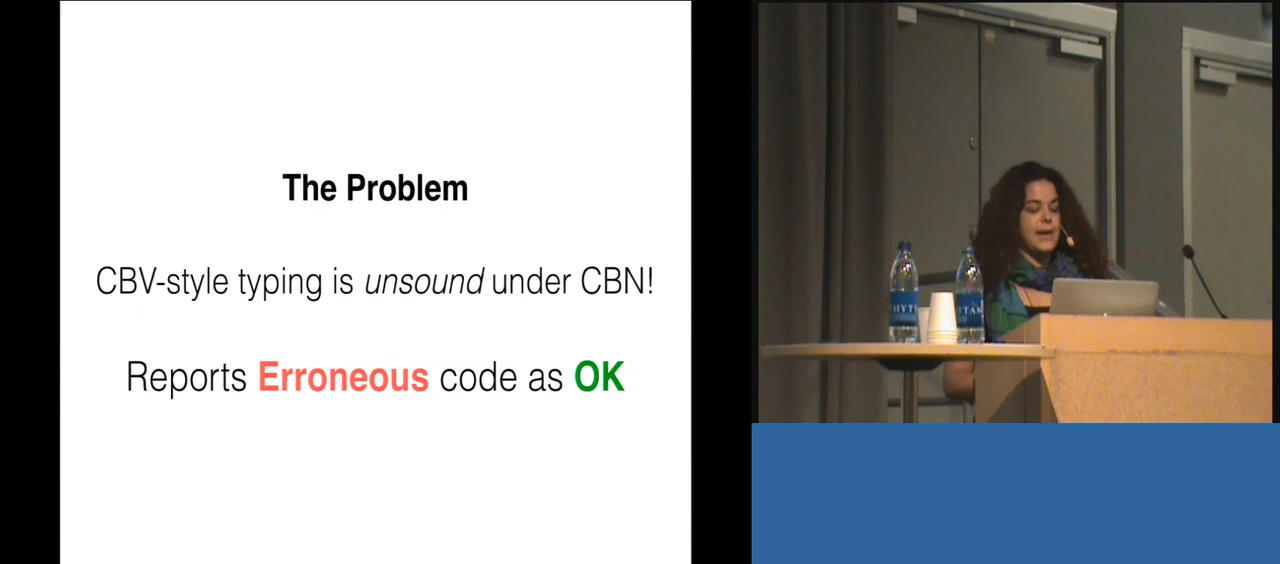 The Problem
CBV-style typing is unsound under CBN!
Reports Erroneous code as OK